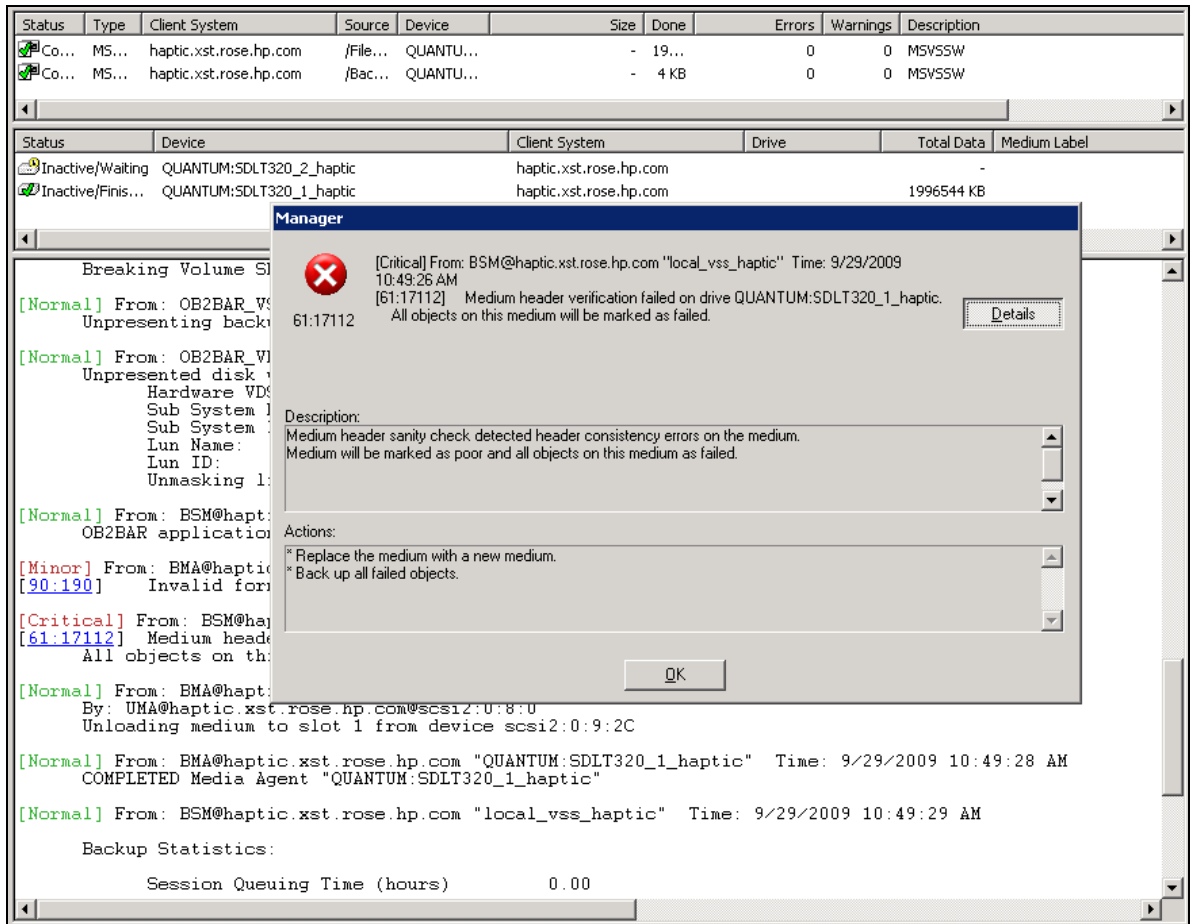 Status Type Client System Source Device Size Done Errors Warnings Description
Co... MS... haptic.xst.rose.hp.com /File... QUANTU... - 19... 0 0 MSVSSW
Co... MS... haptic.xst.rose.hp.com /Bac... QUANTU... - 4 KB 0 0 MSVSSW
Status Device Client System Drive Total Data Medium Label
Inactive/Waiting QUANTUM:SDLT320_2_haptic haptic.xst.rose.hp.com -
Inactive/Finis... QUANTUM:SDLT320_1_haptic haptic.xst.rose.hp.com 1996544 KB
Manager
[Critical] From: BSM@haptic.xst.rose.hp.com "local_vss_haptic" Time: 9/29/2009
10:49:26 AM
[61:17112] Medium header verification failed on drive QUANTUM:SDLT320_1_haptic.
All objects on this medium will be marked as failed.
61:17112
Details
Description:
Medium header sanity check detected header consistency errors on the medium.
Medium will be marked as poor and all objects on this medium as failed.
Actions:
* Replace the medium with a new medium.
* Back up all failed objects.
OK
Breaking Volume
[Normal] From: OB2BAR_VS
Unpresenting back
[Normal] From: OB2BAR_V
Unpresented disk
Hardware VDS
Sub System
Sub System
Lun Name:
Lun ID:
Unmasking l
[Normal] From: BSM@hapt
OB2BAR application
[Minor] From: BMA@haptic
[90:190] Invalid for
[Critical] From: BSM@ha
[61:17112] Medium head
All objects on th
[Normal] From: BMA@hapt
By: UMA@haptic.xst.rose.hp.com@scsi2:0:8:0
Unloading medium to slot 1 from device scsi2:0:9:2C
[Normal] From: BMA@haptic.xst.rose.hp.com "QUANTUM:SDLT320_1_haptic" Time: 9/29/2009 10:49:28 AM
COMPLETED Media Agent "QUANTUM:SDLT320_1_haptic"
[Normal] From: BSM@haptic.xst.rose.hp.com "local_vss_haptic" Time: 9/29/2009 10:49:29 AM
Backup Statistics:
Session Queuing Time (hours) 0.00